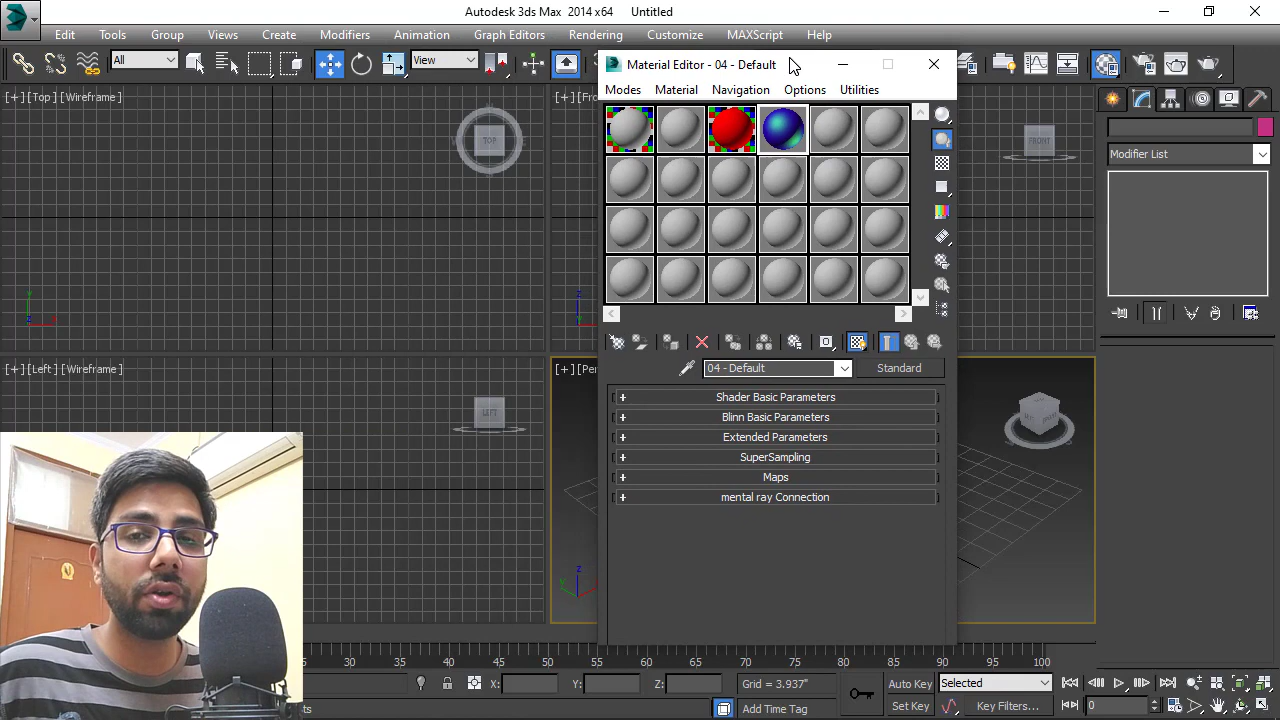 Autodesk 3ds Max 2014 x64 Untitled
Edit Tools Group Views Create Modifiers Animation Graph Editors Rendering Customize MAXScript Help
All
View
Material Editor - 04 - Default
Modes Material Navigation Options Utilities
[+] [Top] [Wireframe]
TOP
FRONT
Modifier List
[+] [Left] [Wireframe]
LEFT
04 - Default
Standard
Shader Basic Parameters
Blinn Basic Parameters
Extended Parameters
SuperSampling
Maps
mental ray Connection
30 35 40 45 50 55 60 65 70 75 80 85 90 95 100
X:
Y:
Z:
Grid = 3.937"
Auto Key
Selected
Add Time Tag
Set Key
Key Filters...
0